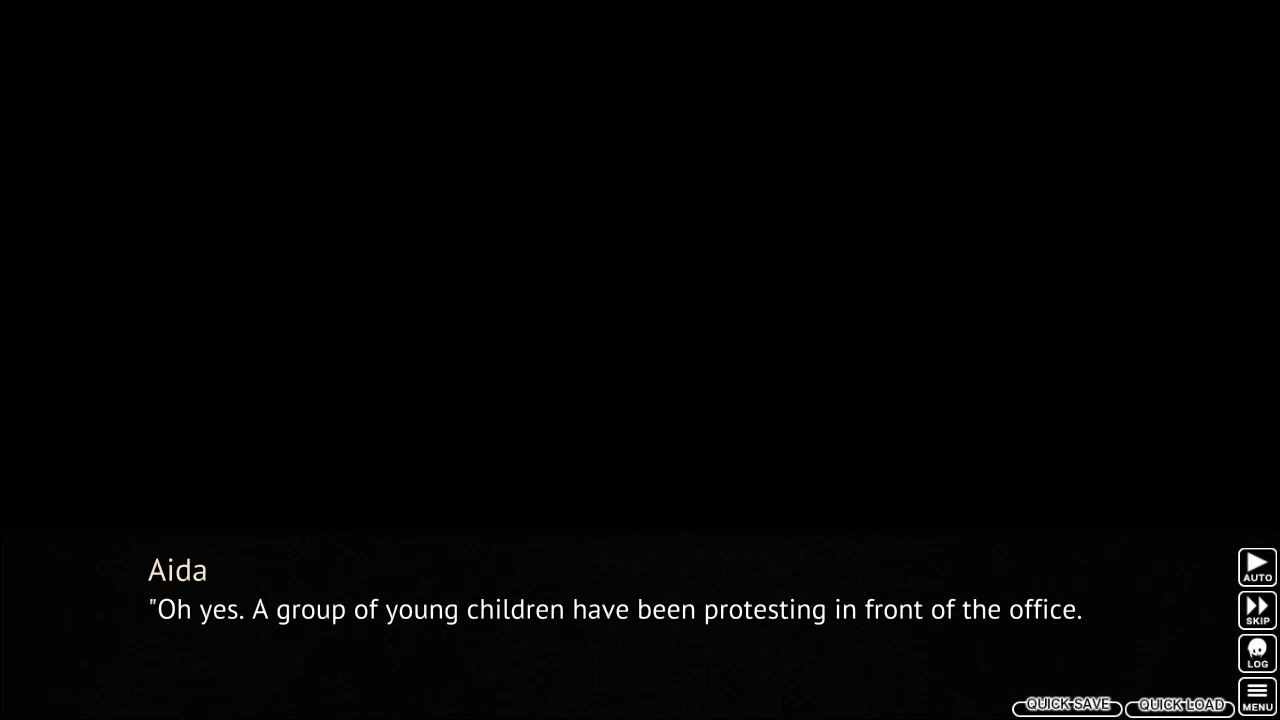 Aida
"Oh yes. A group of young children have been protesting in front of the office.
AUTO
SKIP
LOG
MENU
QUICK SAVE
QUICK LOAD